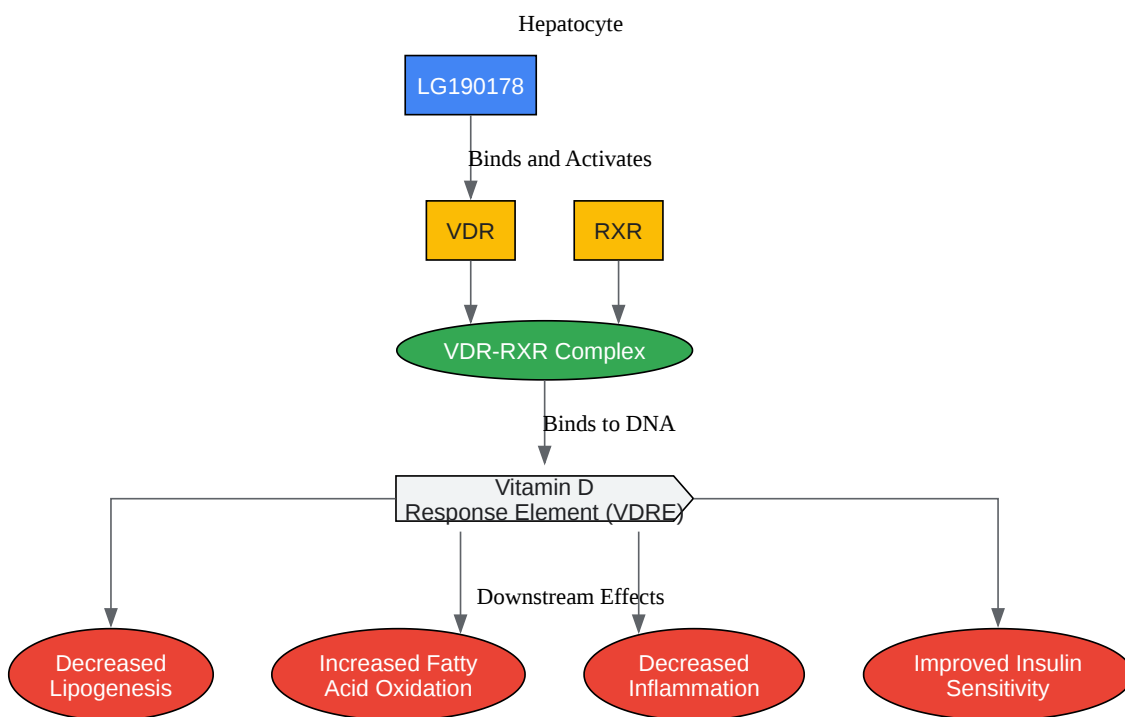 Hepatocyte
LG190178
Binds and Activates
VDR
RXR
VDR-RXR Complex
Binds to DNA
Vitamin D
Response Element (VDRE)
Downstream Effects
Decreased
Lipogenesis
Increased Fatty
Acid Oxidation
Decreased
Inflammation
Improved Insulin
Sensitivity